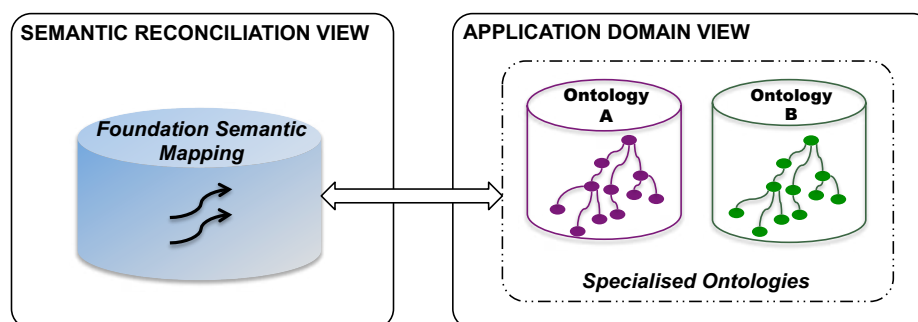 SEMANTIC RECONCILIATION VIEW
Foundation Semantic
Mapping
APPLICATION DOMAIN VIEW
Ontology
A
Ontology
B
Specialised Ontologies